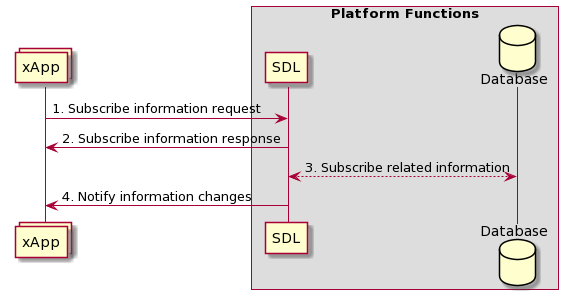 Platform Functions
xApp
SDL
Database
1. Subscribe information request
2. Subscribe information response
3. Subscribe related information
4. Notify information changes
xApp
SDL
Database